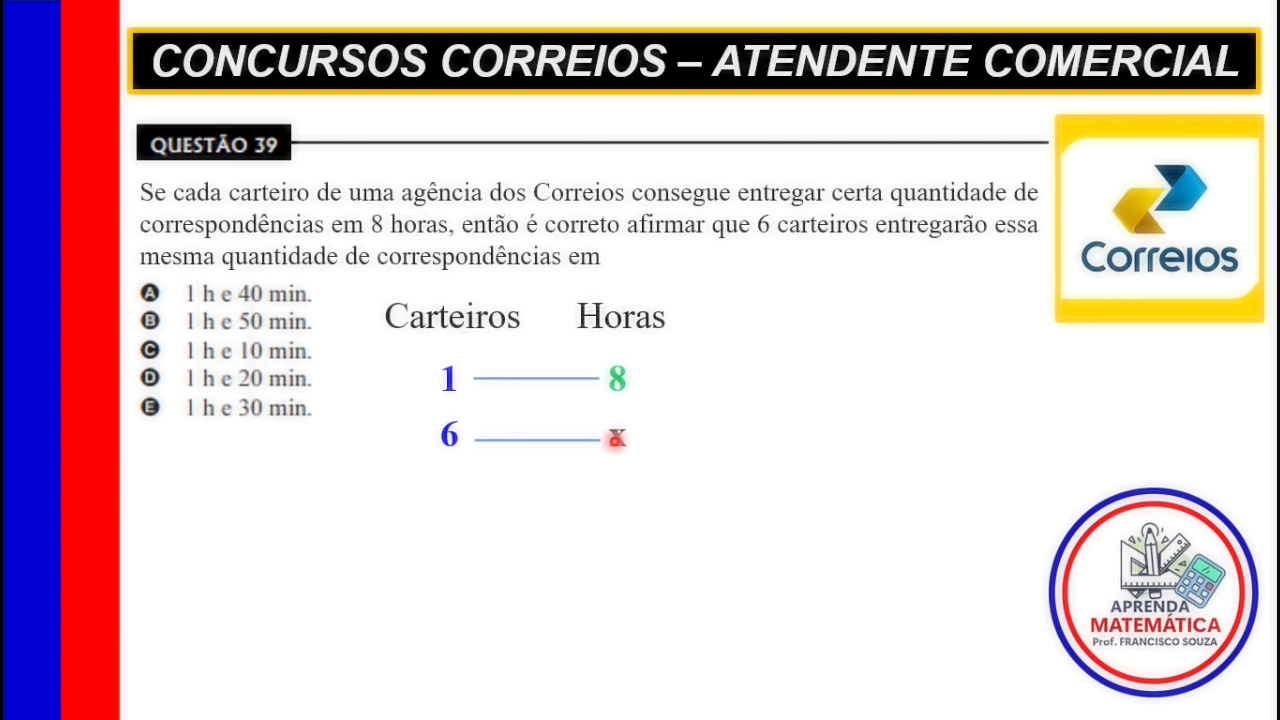 CONCURSOS CORREIOS – ATENDENTE COMERCIAL
QUESTÃO 39
Se cada carteiro de uma agência dos Correios consegue entregar certa quantidade de
correspondências em 8 horas, então é correto afirmar que 6 carteiros entregarão essa
mesma quantidade de correspondências em
A 1 h e 40 min.
B 1 h e 50 min.
C 1 h e 10 min.
D 1 h e 20 min.
E 1 h e 30 min.
Carteiros Horas
1 8
6 x
Correios
APRENDA
MATEMÁTICA
Prof. FRANCISCO SOUZA